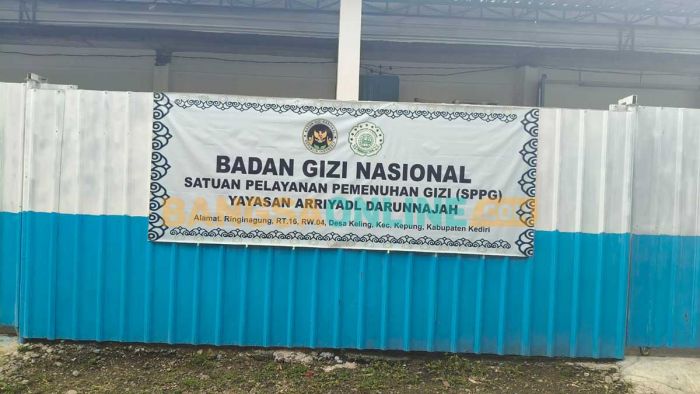 BADAN GIZI NASIONAL
SATUAN PELAYANAN PEMENUHAN GIZI (SPPG)
YAYASAN ARRIYADL DARUNNAJAH
Alamat. Ringinagung, RT.16, RW.04, Desa Keling, Kec. Kepung, Kabupaten Kediri